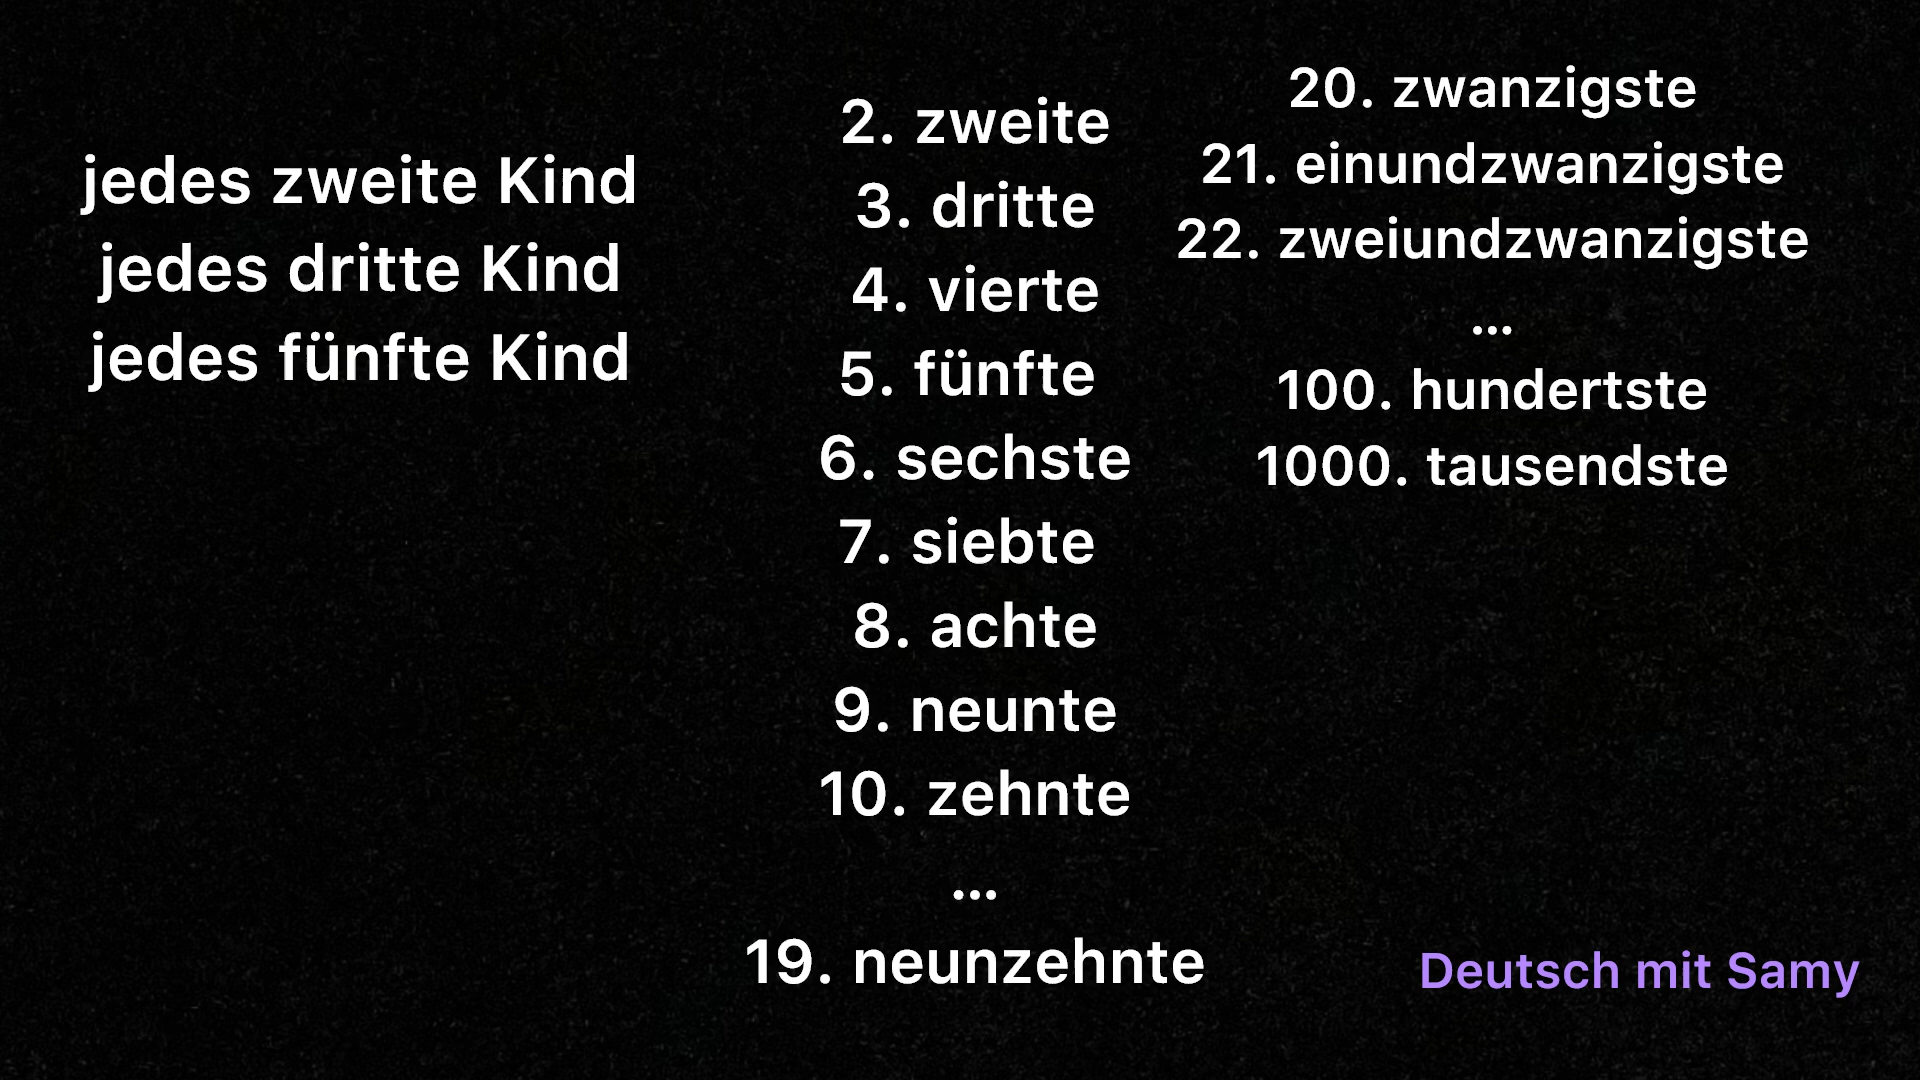 jedes zweite Kind
jedes dritte Kind
jedes fünfte Kind
2. zweite
3. dritte
4. vierte
5. fünfte
6. sechste
7. siebte
8. achte
9. neunte
10. zehnte
...
19. neunzehnte
20. zwanzigste
21. einundzwanzigste
22. zweiundzwanzigste
...
100. hundertste
1000. tausendste
Deutsch mit Samy